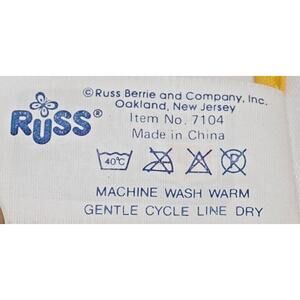 ©Russ Berrie and Company, Inc.
Oakland, New Jersey
RUSS®
Item No. 7104
Made in China
40°C
P
MACHINE WASH WARM
GENTLE CYCLE LINE DRY